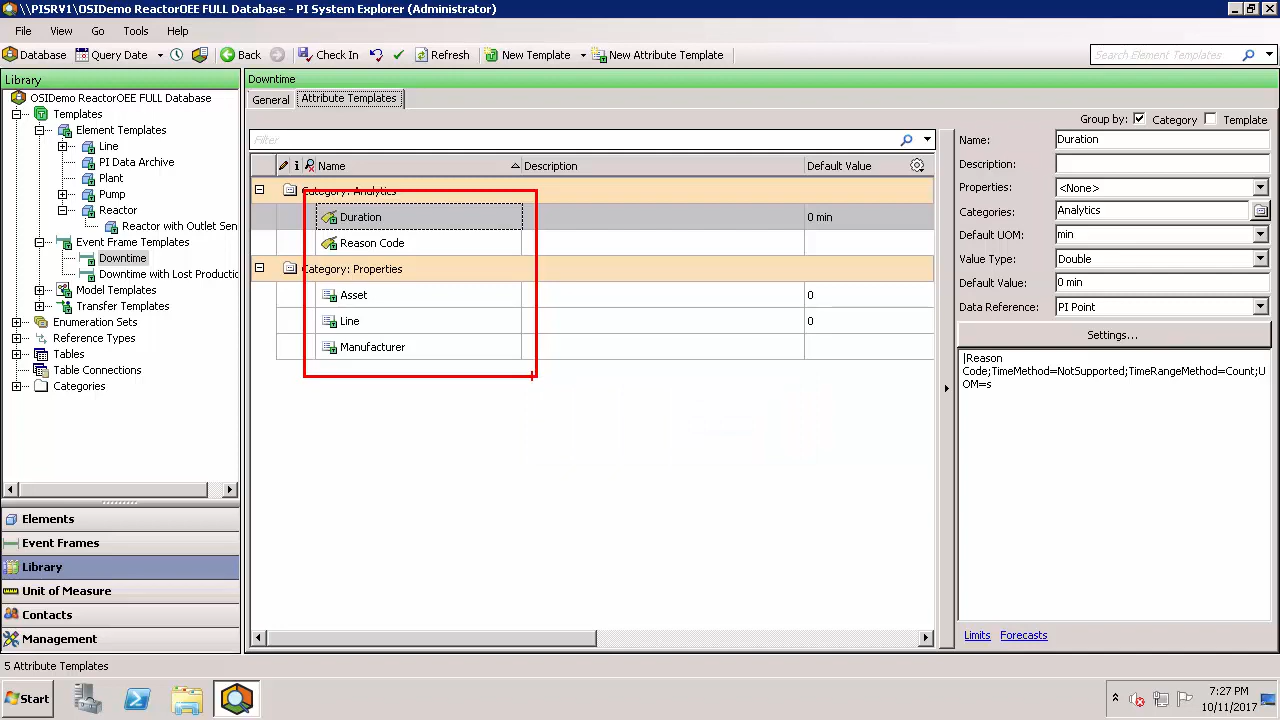 \\PISRV1\OSIDemo ReactorOEE FULL Database - PI System Explorer (Administrator)
File View Go Tools Help
Database Query Date Back Check In Refresh New Template New Attribute Template Search Element Templates
Library
OSIDemo ReactorOEE FULL Database
Templates
Element Templates
Line
PI Data Archive
Plant
Pump
Reactor
Reactor with Outlet Sen
Event Frame Templates
Downtime
Downtime with Lost Productio
Model Templates
Transfer Templates
Enumeration Sets
Reference Types
Tables
Table Connections
Categories
Elements
Event Frames
Library
Unit of Measure
Contacts
Management
Downtime
General Attribute Templates
Group by: Category Template
Filter
Name Description Default Value
Category: Analytics
Duration 0 min
Reason Code
Category: Properties
Asset 0
Line 0
Manufacturer
Name: Duration
Description:
Properties: <None>
Categories: Analytics
Default UOM: min
Value Type: Double
Default Value: 0 min
Data Reference: PI Point
Settings...
|Reason
Code;TimeMethod=NotSupported;TimeRangeMethod=Count;U
OM=s
Limits Forecasts
5 Attribute Templates
Start
7:27 PM
10/11/2017